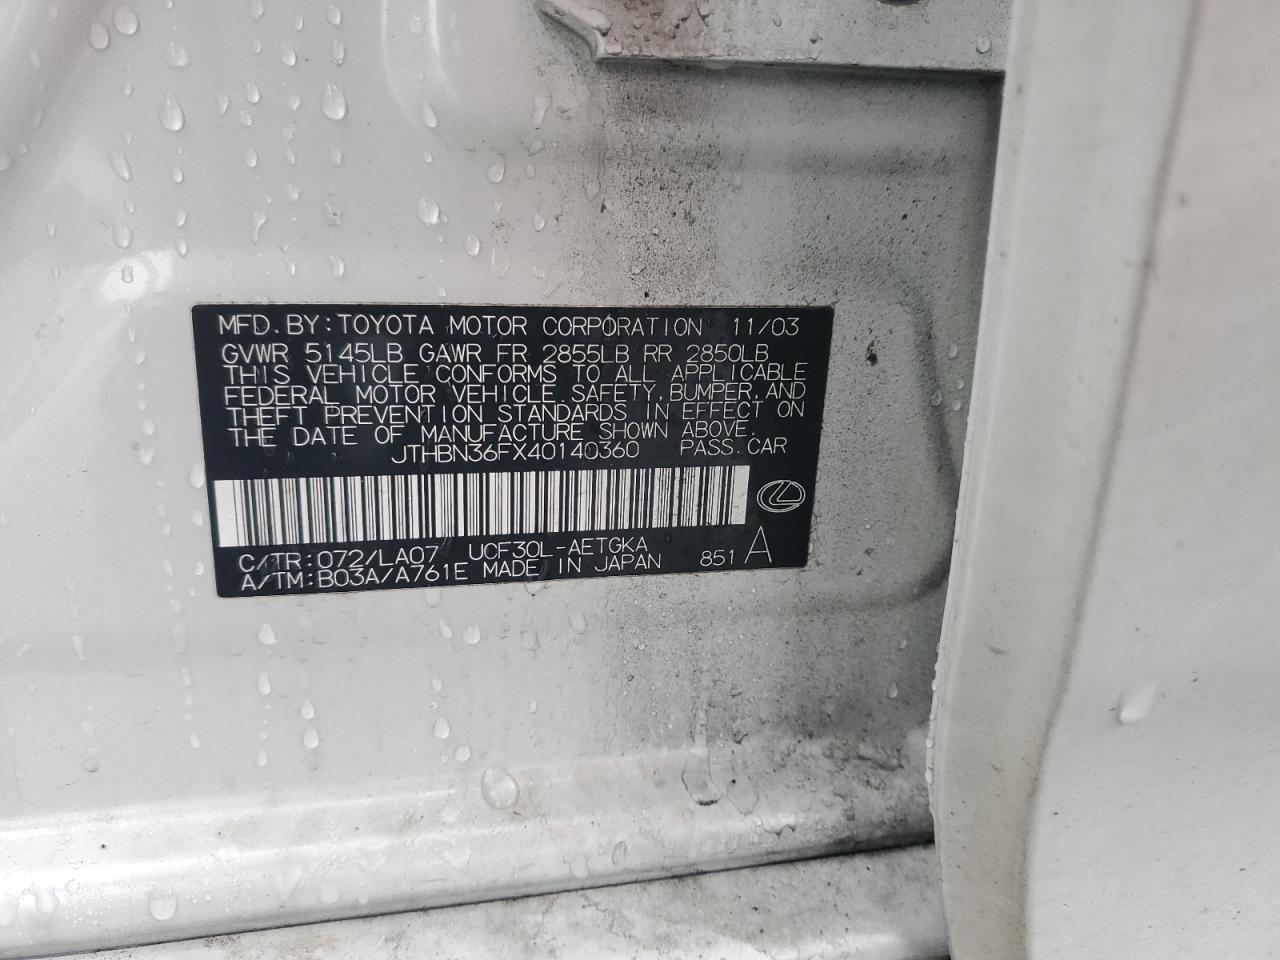 MFD. BY: TOYOTA MOTOR CORPORATION 11/03
GVWR 5145LB GAWR FR 2855LB RR 2850LB
THIS VEHICLE CONFORMS TO ALL APPLICABLE
FEDERAL MOTOR VEHICLE SAFETY, BUMPER, AND
THEFT PREVENTION STANDARDS IN EFFECT ON
THE DATE OF MANUFACTURE SHOWN ABOVE.
JTHBN36FX40140360 PASS. CAR
C/TR: 072/LA07 UCF30L-AETGKA
A/TM: B03A/A761E MADE IN JAPAN 851 A